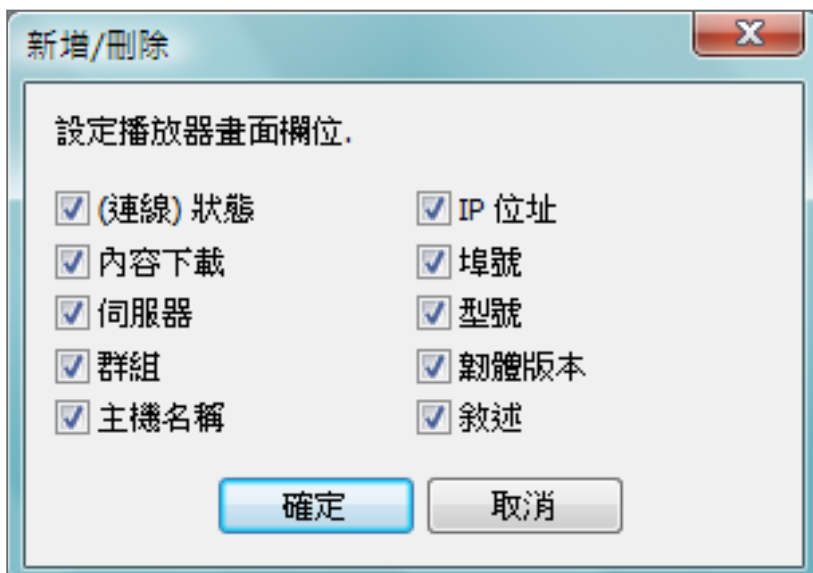 新增/刪除
設定播放器畫面欄位.
(連線) 狀態
IP 位址
內容下載
埠號
伺服器
型號
群組
韌體版本
主機名稱
敘述
確定
取消